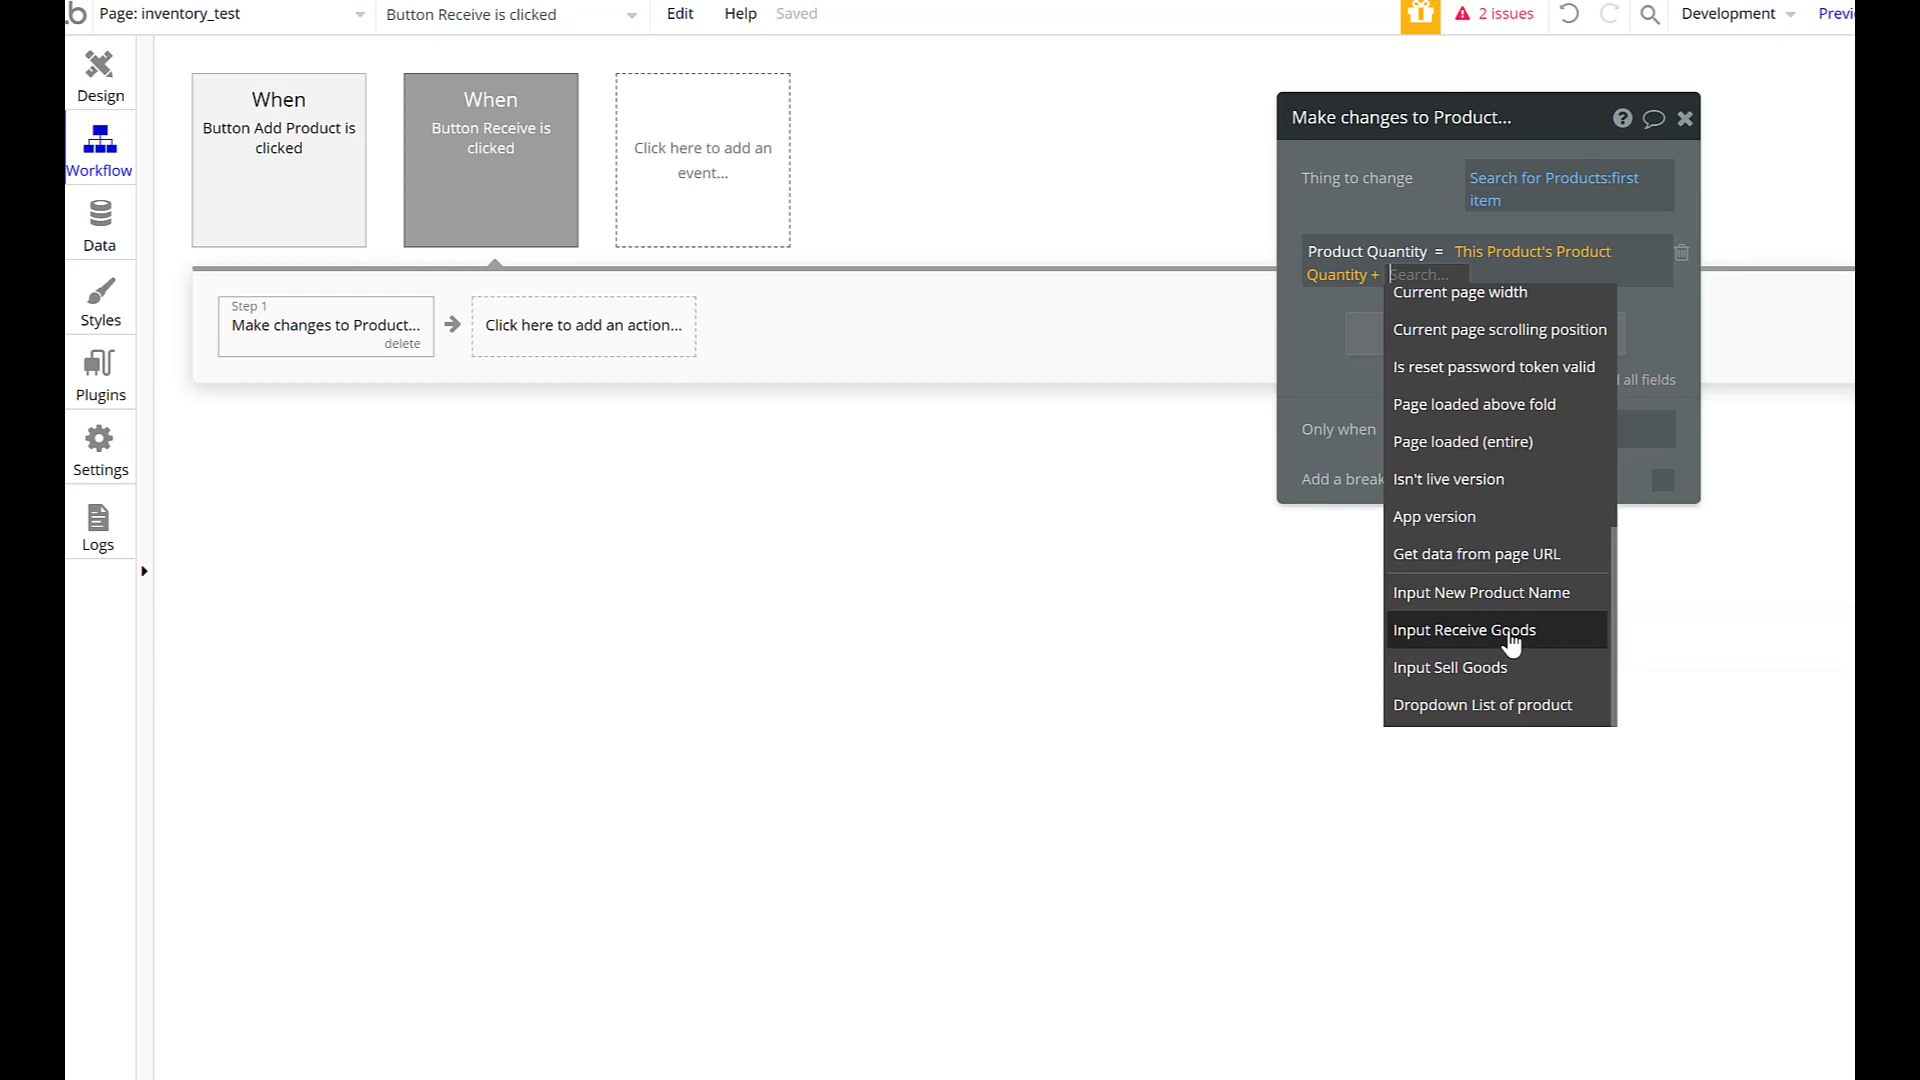 .b Page: inventory_test
Button Receive is clicked
Edit
Help
Saved
2 issues
Development
Previ
Design
Workflow
Data
Styles
Plugins
Settings
Logs
When
Button Add Product is
clicked
When
Button Receive is
clicked
Click here to add an
event...
Step 1
Make changes to Product...
delete
Click here to add an action...
Make changes to Product...
?
Thing to change
Search for Products:first
item
Product Quantity = This Product's Product
Quantity + Search...
l all fields
Only when
Add a break
Current page width
Current page scrolling position
Is reset password token valid
Page loaded above fold
Page loaded (entire)
Isn't live version
App version
Get data from page URL
Input New Product Name
Input Receive Goods
Input Sell Goods
Dropdown List of product